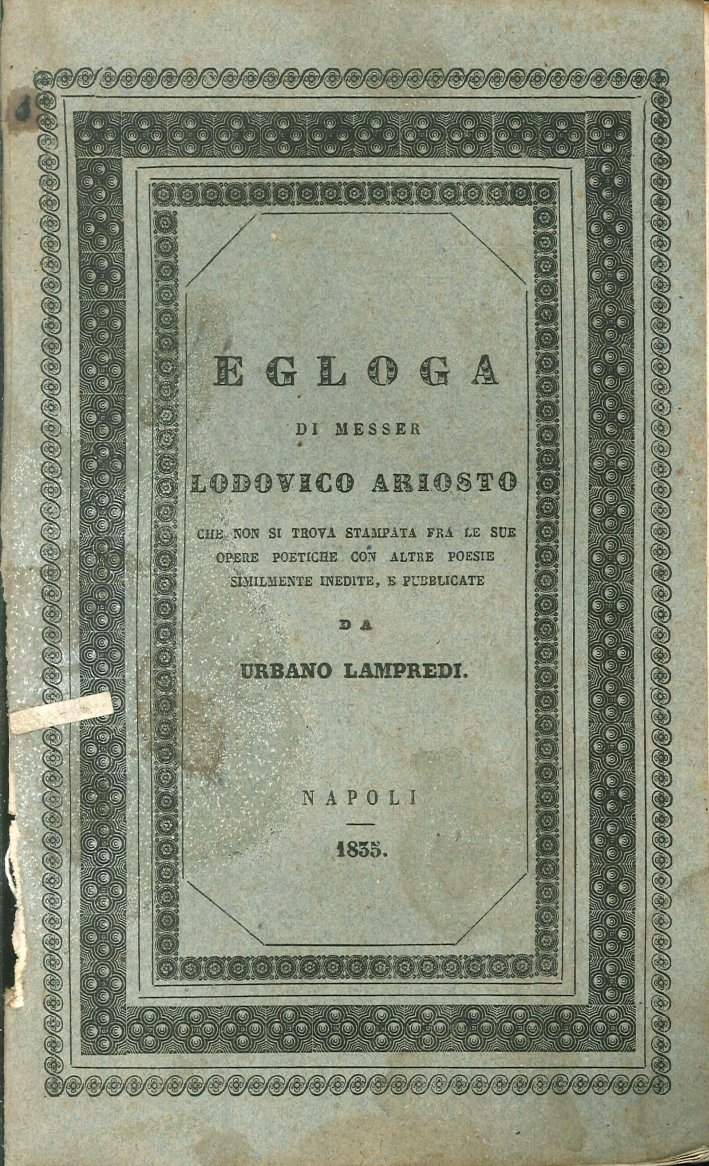 EGLOGA
DI MESSER
LODOVICO ARIOSTO
CHE NON SI TROVA STAMPATA FRA LE SUE
OPERE POETICHE CON ALTRE POESIE
SIMILMENTE INEDITE, E PUBBLICATE
DA
URBANO LAMPREDI.
NAPOLI
1835.